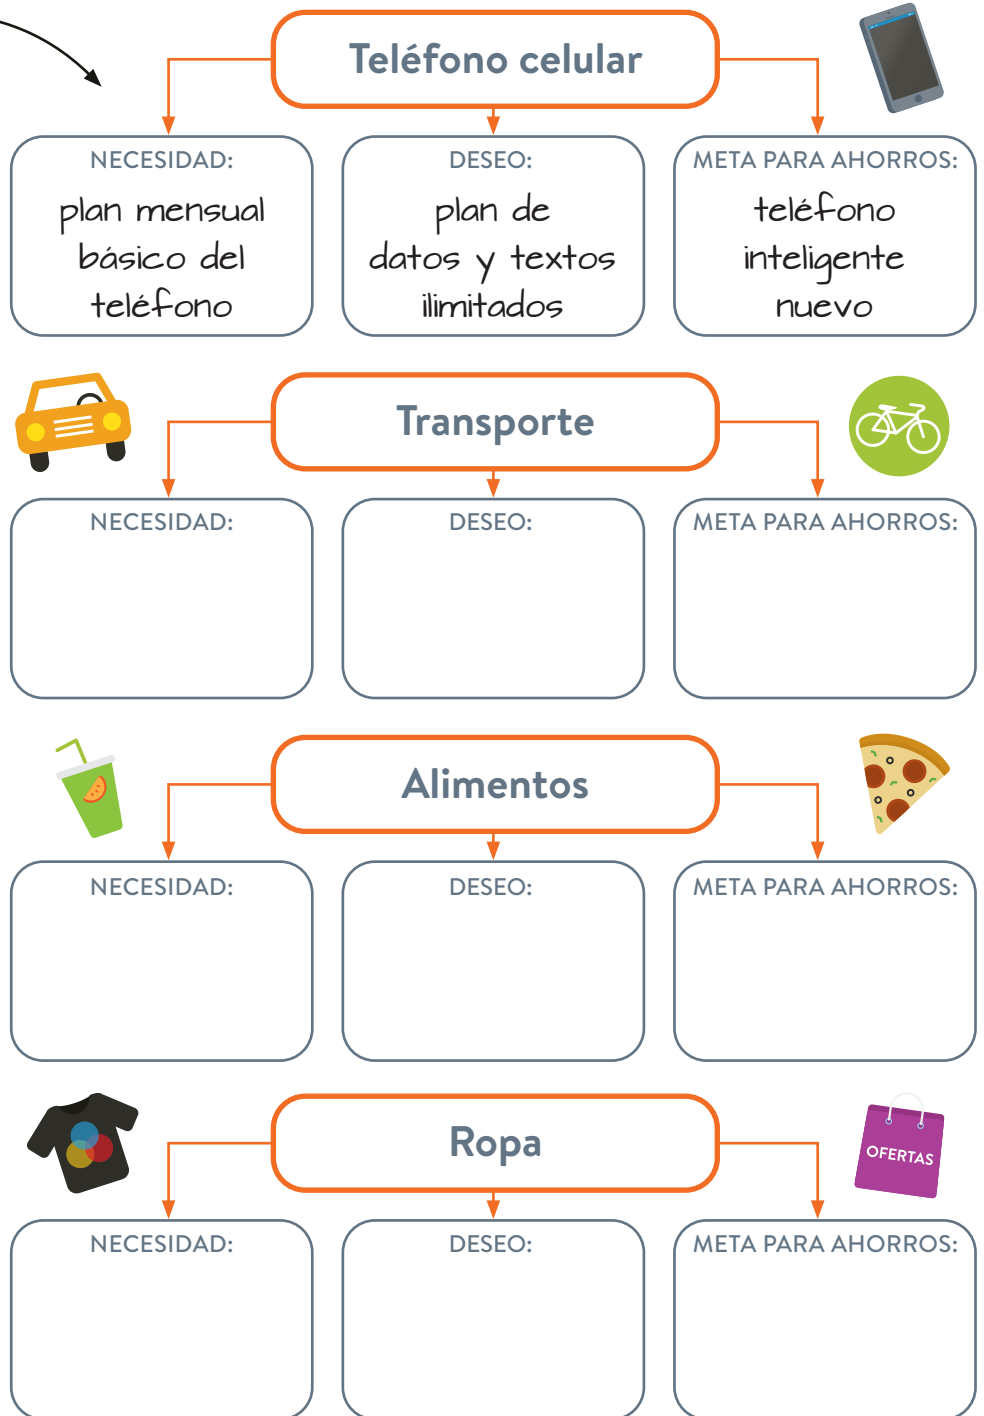 Teléfono celular
NECESIDAD:
plan mensual
básico del
teléfono
DESEO:
plan de
datos y textos
ilimitados
META PARA AHORROS:
teléfono
inteligente
nuevo
Transporte
NECESIDAD:
DESEO:
META PARA AHORROS:
Alimentos
NECESIDAD:
DESEO:
META PARA AHORROS:
Ropa
OFERTAS
NECESIDAD:
DESEO:
META PARA AHORROS: